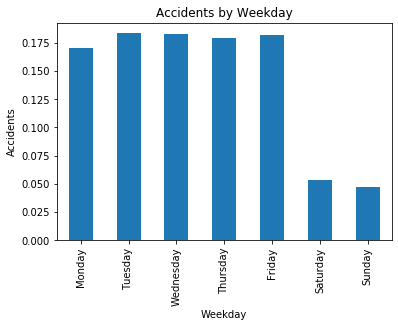 Accidents by Weekday
Accidents
0.175
0.150
0.125
0.100
0.075
0.050
0.025
0.000
Monday
Tuesday
Wednesday
Thursday
Friday
Saturday
Sunday
Weekday